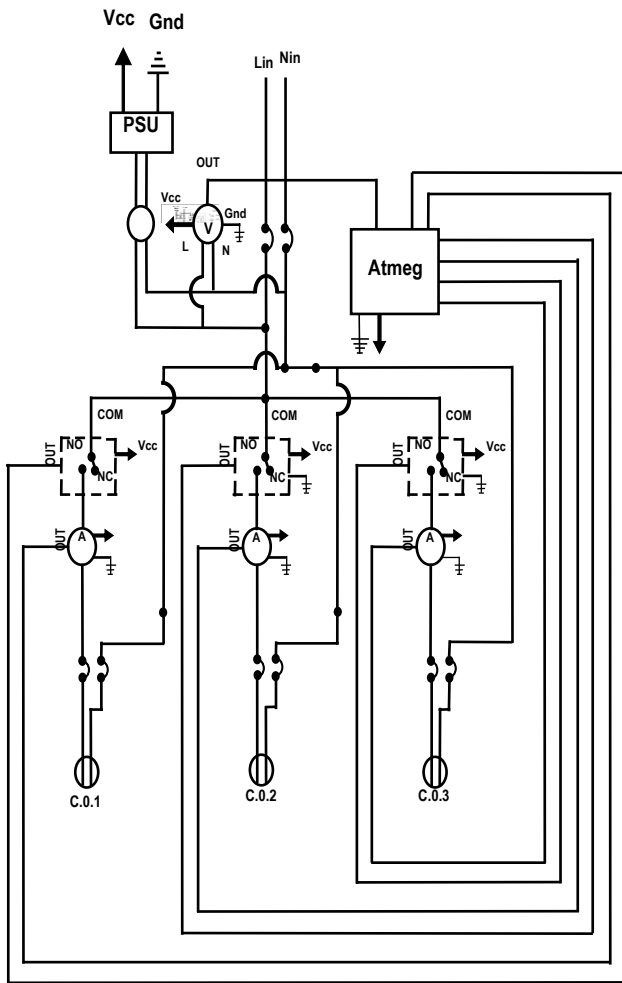 Vcc Gnd
Lin Nin
PSU
OUT
Vcc
Gnd
V
L
N
Atmeg
COM
COM
COM
NO
Vcc
NO
Vcc
NO
Vcc
OUT
NC
OUT
NC
OUT
NC
OUT
A
OUT
A
OUT
A
C.0.1
C.0.2
C.0.3